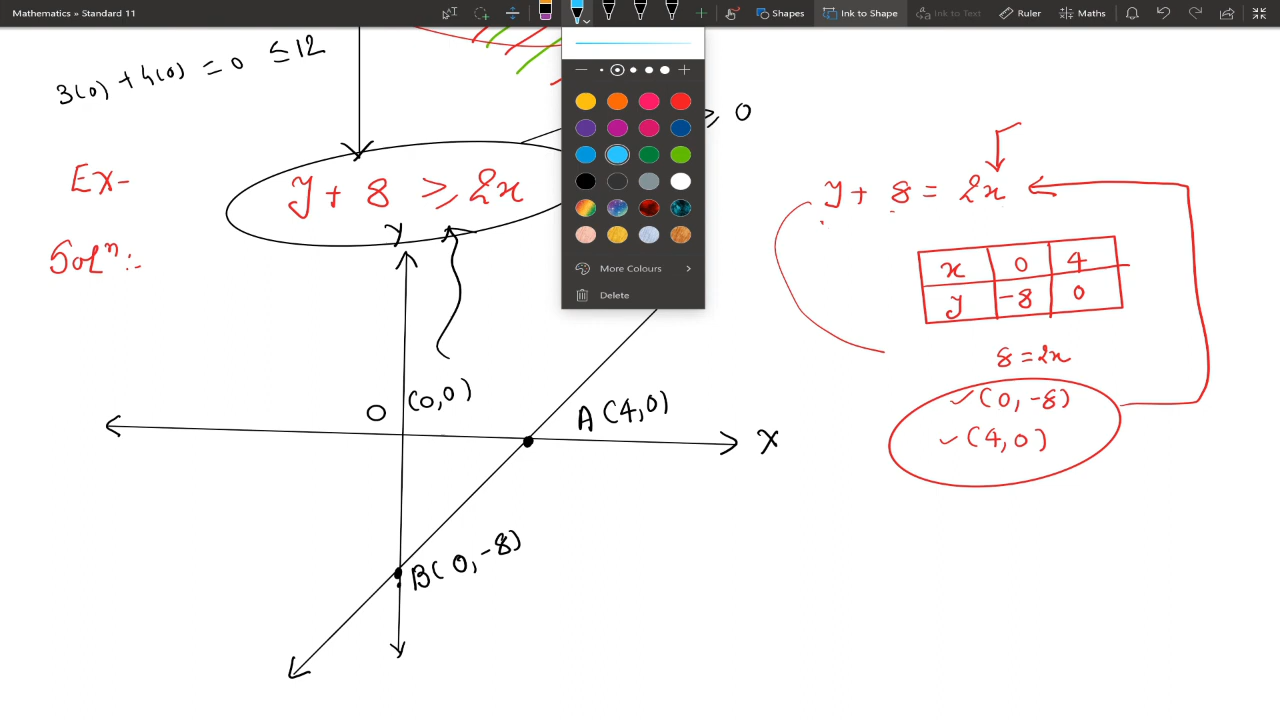 Mathematics » Standard 11
Shapes
Ink to Shape
Ink to Text
Ruler
Maths
3(0) + 4(0) = 0 ≤ 12
≥ 0
Ex-
y + 8 ≥ 2x
y + 8 = 2x
Solⁿ:-
Y
x 0 4
y -8 0
More Colours
Delete
8 = 2x
(0, -8)
(4, 0)
O (0,0)
A (4,0)
X
B( 0, -8)